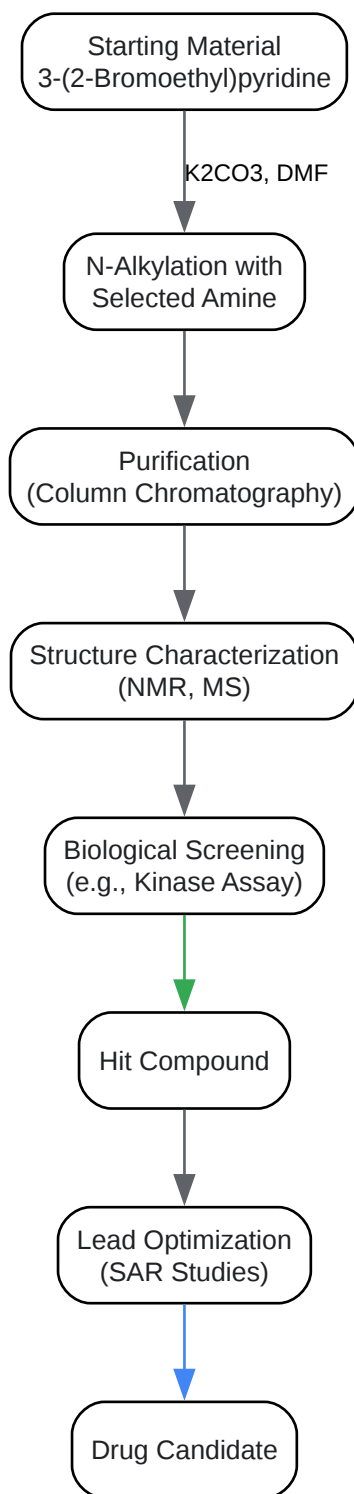 Starting Material
3-(2-Bromoethyl)pyridine
K2CO3, DMF
N-Alkylation with
Selected Amine
Purification
(Column Chromatography)
Structure Characterization
(NMR, MS)
Biological Screening
(e.g., Kinase Assay)
Hit Compound
Lead Optimization
(SAR Studies)
Drug Candidate